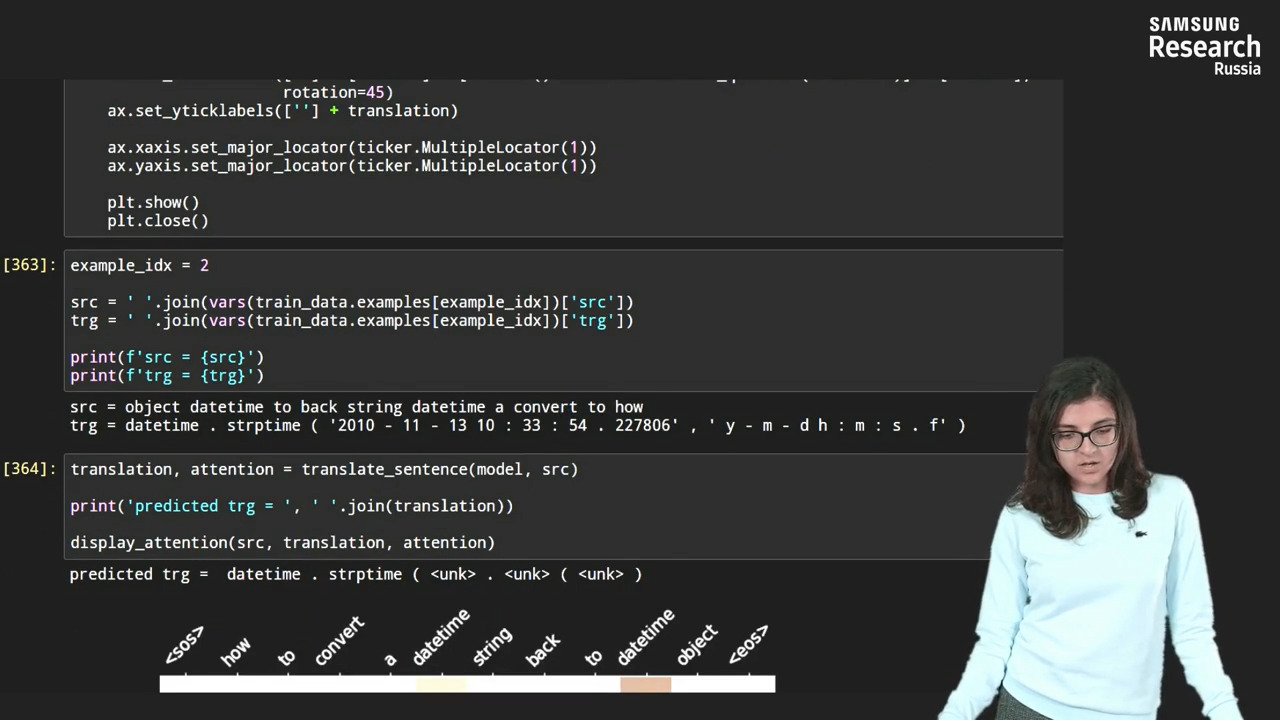 SAMSUNG
Research
Russia
rotation=45)
ax.set_yticklabels([''] + translation)
ax.xaxis.set_major_locator(ticker.MultipleLocator(1))
ax.yaxis.set_major_locator(ticker.MultipleLocator(1))
plt.show()
plt.close()
[363]:
example_idx = 2
src = ' '.join(vars(train_data.examples[example_idx])['src'])
trg = ' '.join(vars(train_data.examples[example_idx])['trg'])
print(f'src = {src}')
print(f'trg = {trg}')
src = object datetime to back string datetime a convert to how
trg = datetime . strptime ( '2010 - 11 - 13 10 : 33 : 54 . 227806' , ' y - m - d h : m : s . f' )
[364]:
translation, attention = translate_sentence(model, src)
print('predicted trg = ', ' '.join(translation))
display_attention(src, translation, attention)
predicted trg =  datetime . strptime ( <unk> . <unk> ( <unk> )
<sos> how to convert a datetime string back to datetime object <eos>